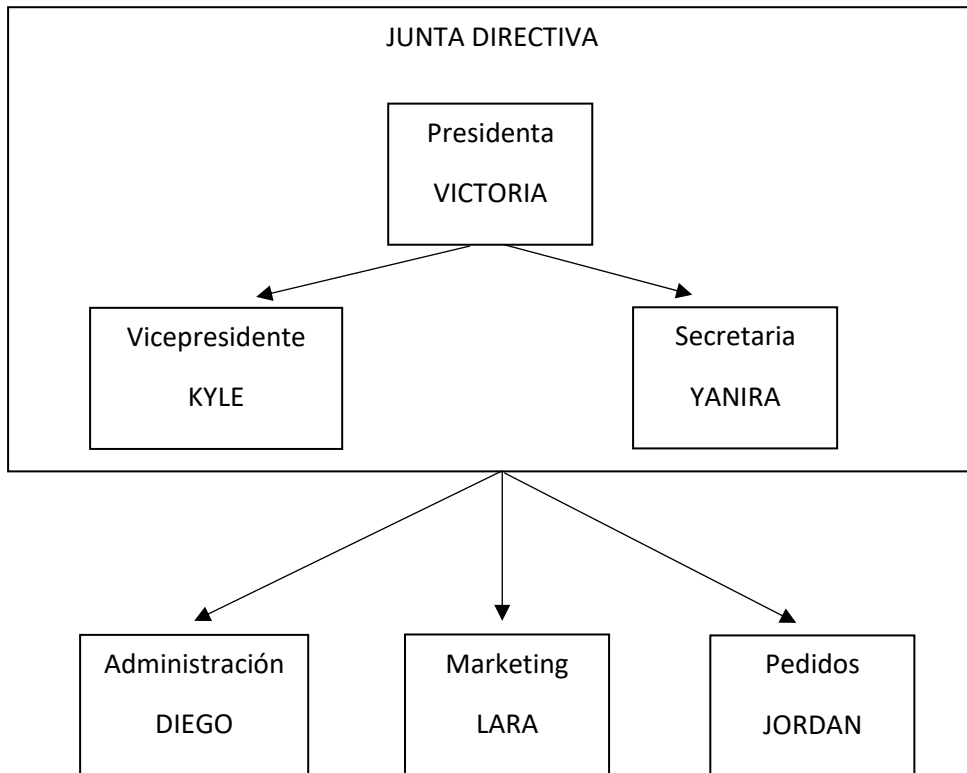 JUNTA DIRECTIVA
Presidenta
VICTORIA
Vicepresidente
KYLE
Secretaria
YANIRA
Administración
DIEGO
Marketing
LARA
Pedidos
JORDAN